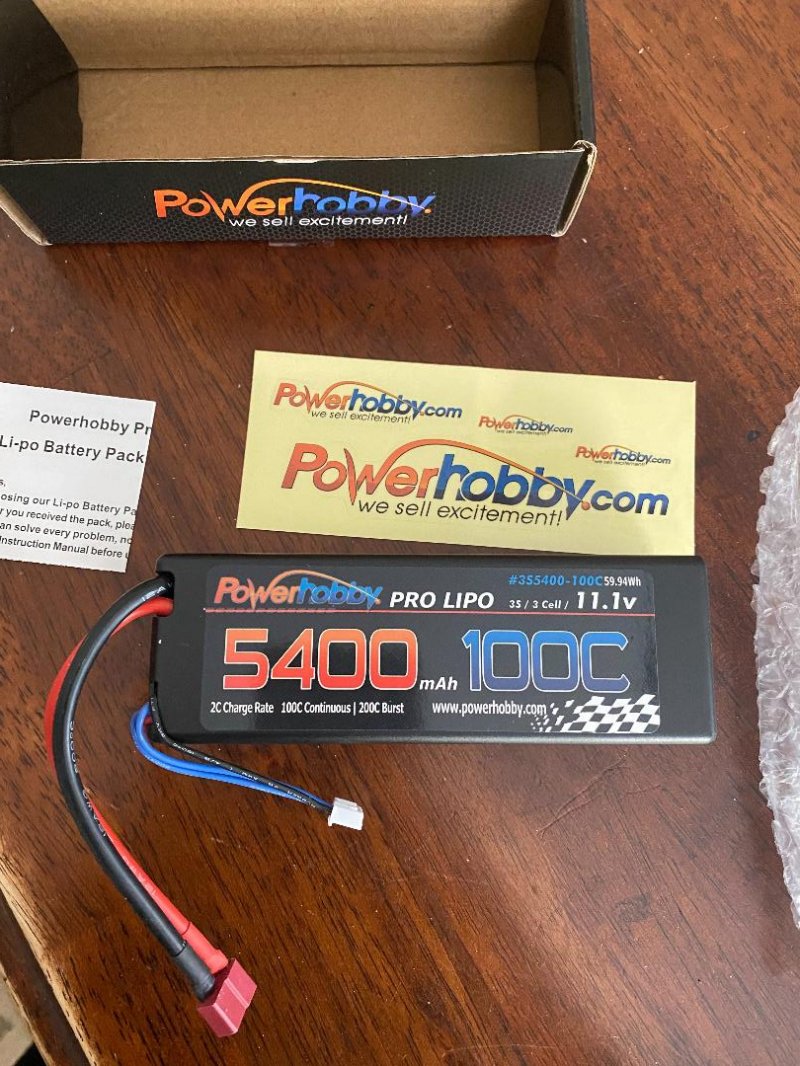 Powerhobby
we sell excitement!
Powerhobby Pr
Li-po Battery Pack
s,
osing our Li-po Battery Pa
r you received the pack, plea
an solve every problem, no
Instruction Manual before
Powerhobby.com
we sell excitement!
Powerhobby.com
we sell excitement!
Powerhobby.com
we sell excitement!
Powerhobby.com
we sell excitement!
#3S5400-100C 59.94Wh
Powerhobby PRO LIPO 3S / 3 Cell / 11.1v
5400 mAh 100C
2C Charge Rate 100C Continuous | 200C Burst www.powerhobby.com